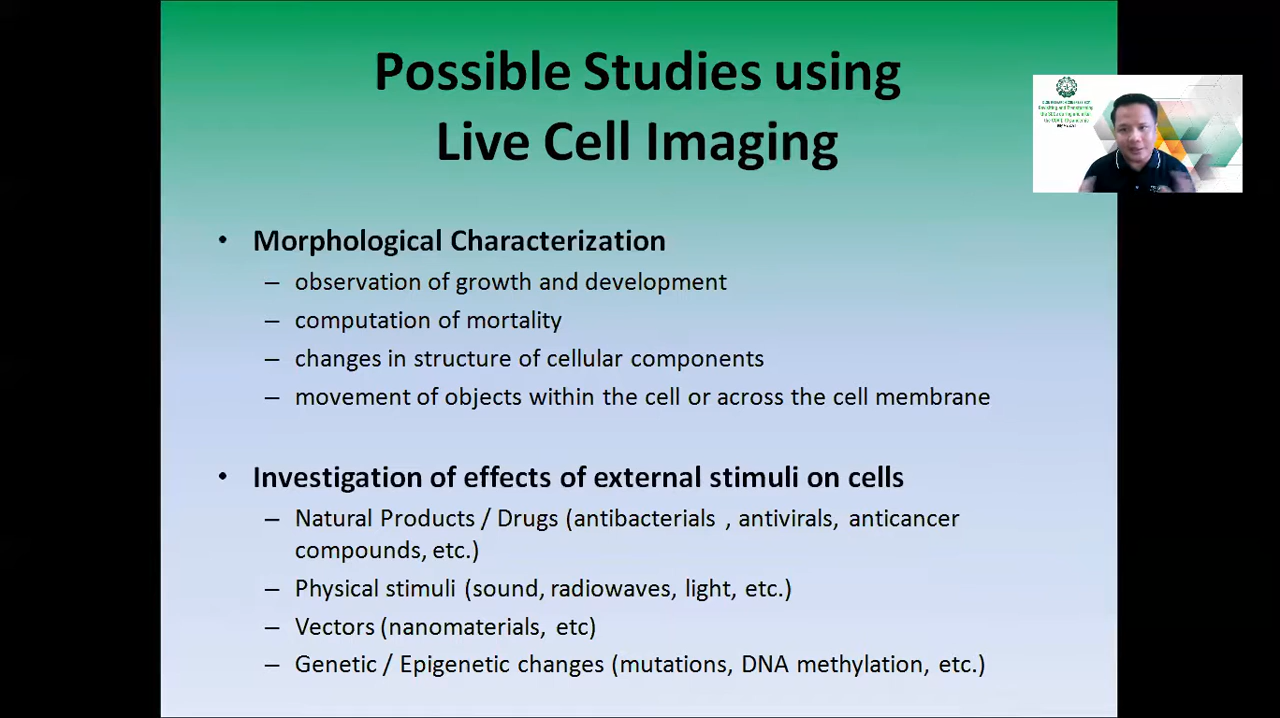 Possible Studies using
Live Cell Imaging
• Morphological Characterization
– observation of growth and development
– computation of mortality
– changes in structure of cellular components
– movement of objects within the cell or across the cell membrane
• Investigation of effects of external stimuli on cells
– Natural Products / Drugs (antibacterials , antivirals, anticancer
compounds, etc.)
– Physical stimuli (sound, radiowaves, light, etc.)
– Vectors (nanomaterials, etc)
– Genetic / Epigenetic changes (mutations, DNA methylation, etc.)